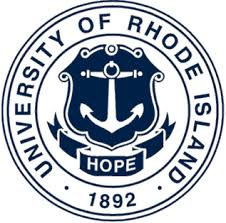 UNIVERSITY OF RHODE ISLAND
HOPE
· 1892 ·